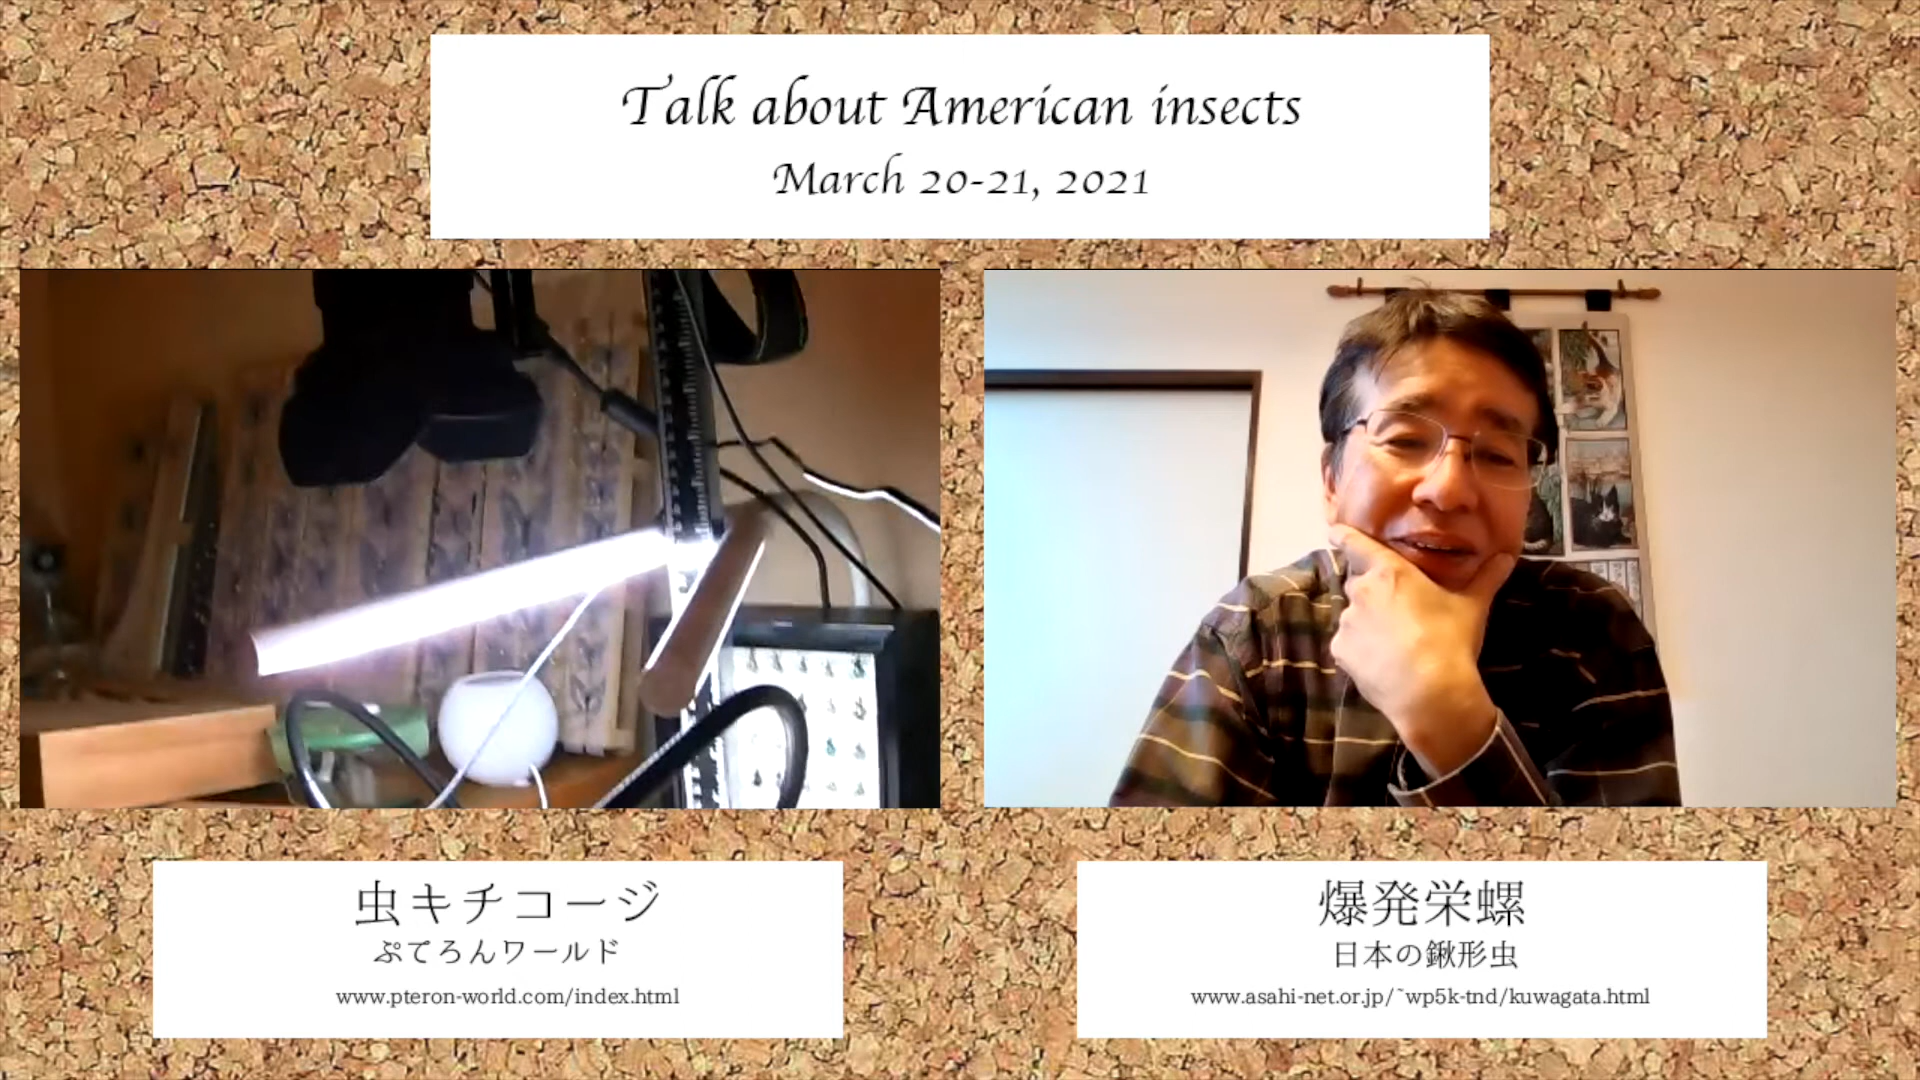 Talk about American insects
March 20-21, 2021
虫キチコージ
ぷてろんワールド
www.pteron-world.com/index.html
爆発栄螺
日本の鍬形虫
www.asahi-net.or.jp/~wp5k-tnd/kuwagata.html